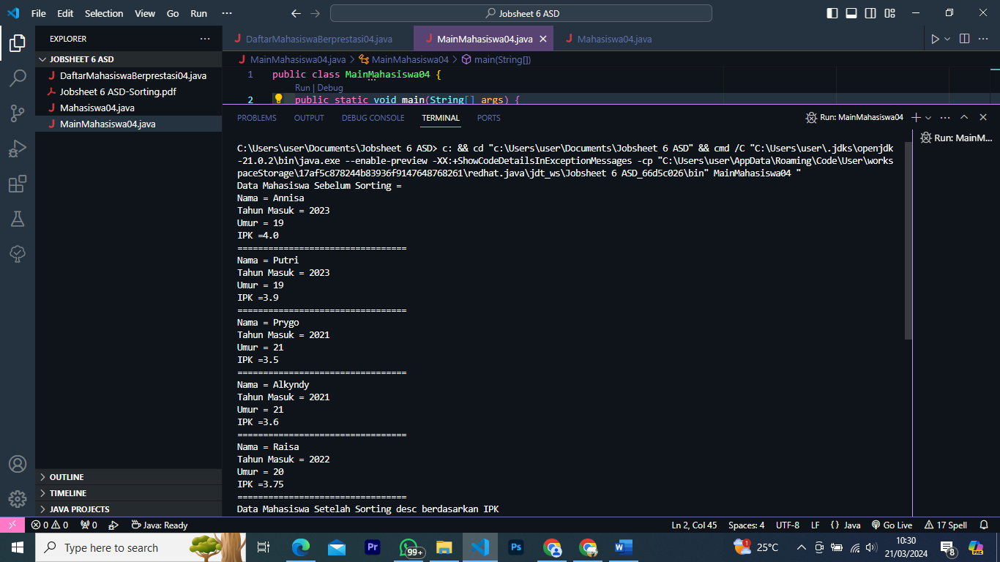 File Edit Selection View Go Run ···
Jobsheet 6 ASD
EXPLORER
JOBSHEET 6 ASD
DaftarMahasiswaBerprestasi04.java
Jobsheet 6 ASD-Sorting.pdf
Mahasiswa04.java
MainMahasiswa04.java
OUTLINE
TIMELINE
JAVA PROJECTS
DaftarMahasiswaBerprestasi04.java MainMahasiswa04.java Mahasiswa04.java
MainMahasiswa04.java > MainMahasiswa04 > main(String[])
1 public class MainMahasiswa04 {
Run | Debug
2 public static void main(String[] args) {
PROBLEMS OUTPUT DEBUG CONSOLE TERMINAL PORTS
Run: MainMahasiswa04
Run: MainM...
C:\Users\user\Documents\Jobsheet 6 ASD> c: && cd "c:\Users\user\Documents\Jobsheet 6 ASD" && cmd /C "C:\Users\user\.jdks\openjdk
-21.0.2\bin\java.exe --enable-preview -XX:+ShowCodeDetailsInExceptionMessages -cp "C:\Users\user\AppData\Roaming\Code\User\works
paceStorage\17af5c878244b83936f9147648768261\redhat.java\jdt_ws\Jobsheet 6 ASD_66d5c026\bin" MainMahasiswa04 "
Data Mahasiswa Sebelum Sorting =
Nama = Annisa
Tahun Masuk = 2023
Umur = 19
IPK =4.0
=================================
Nama = Putri
Tahun Masuk = 2023
Umur = 19
IPK =3.9
=================================
Nama = Prygo
Tahun Masuk = 2021
Umur = 21
IPK =3.5
=================================
Nama = Alkyndy
Tahun Masuk = 2021
Umur = 21
IPK =3.6
=================================
Nama = Raisa
Tahun Masuk = 2022
Umur = 20
IPK =3.75
=================================
Data Mahasiswa Setelah Sorting desc berdasarkan IPK
0 0 0 Java: Ready
Ln 2, Col 45 Spaces: 4 UTF-8 LF {} Java Go Live 17 Spell
Type here to search
Pr
99+
Ps
W
1
25°C
10:30
21/03/2024
8
PRE